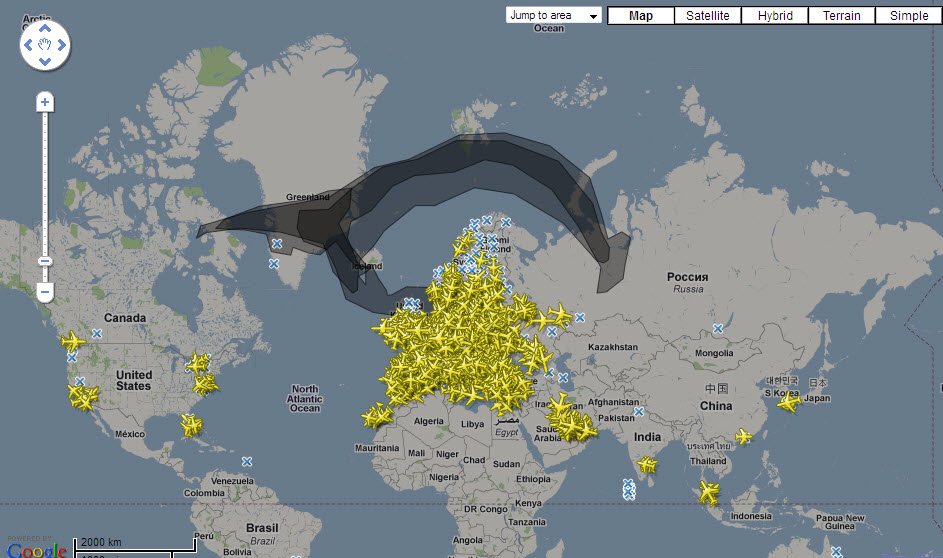 Arctic
Ocean
Jump to area
Map
Satellite
Hybrid
Terrain
Simple
Greenland
Iceland
Россия
Russia
Canada
Kazakhstan
Mongolia
United
States
North
Atlantic
Ocean
Afghanistan
Pakistan
中国
China
대한민국
S Korea
日本
Japan
México
Algeria
Libya
مصر
Egypt
Saudi
Arabia
India
ประเทศไทย
Thailand
Mauritania
Mali
Niger
Chad
Sudan
Nigeria
Ethiopia
Venezuela
Colombia
Kenya
DR Congo
Tanzania
Indonesia
Papua New
Guinea
Brasil
Brazil
Perú
Bolivia
Angola
Namibia
POWERED BY
Google
2000 km